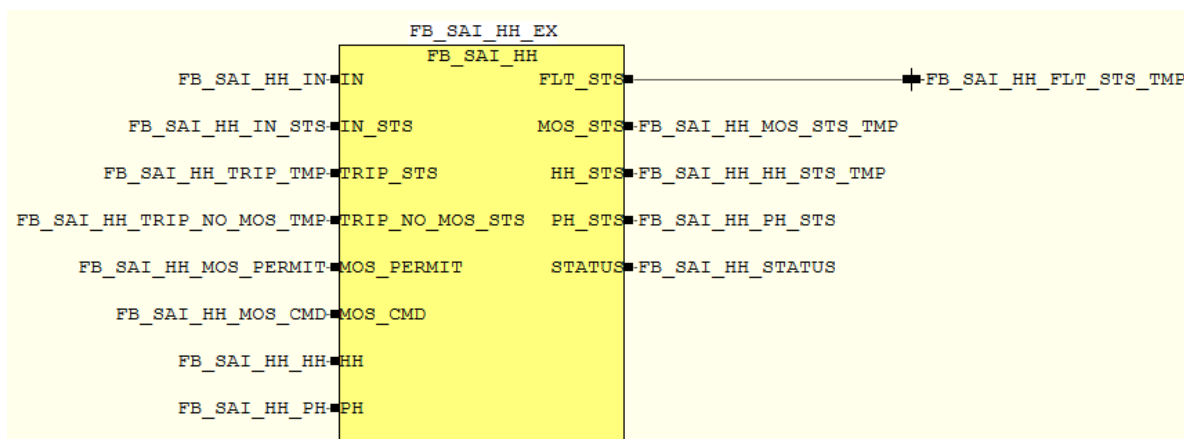 FB_SAI_HH_EX
FB_SAI_HH
FB_SAI_HH_IN IN FLT_STS FB_SAI_HH_FLT_STS_TMP
FB_SAI_HH_IN_STS IN_STS MOS_STS FB_SAI_HH_MOS_STS_TMP
FB_SAI_HH_TRIP_TMP TRIP_STS HH_STS FB_SAI_HH_HH_STS_TMP
FB_SAI_HH_TRIP_NO_MOS_TMP TRIP_NO_MOS_STS PH_STS FB_SAI_HH_PH_STS
FB_SAI_HH_MOS_PERMIT MOS_PERMIT STATUS FB_SAI_HH_STATUS
FB_SAI_HH_MOS_CMD MOS_CMD
FB_SAI_HH_HH HH
FB_SAI_HH_PH PH